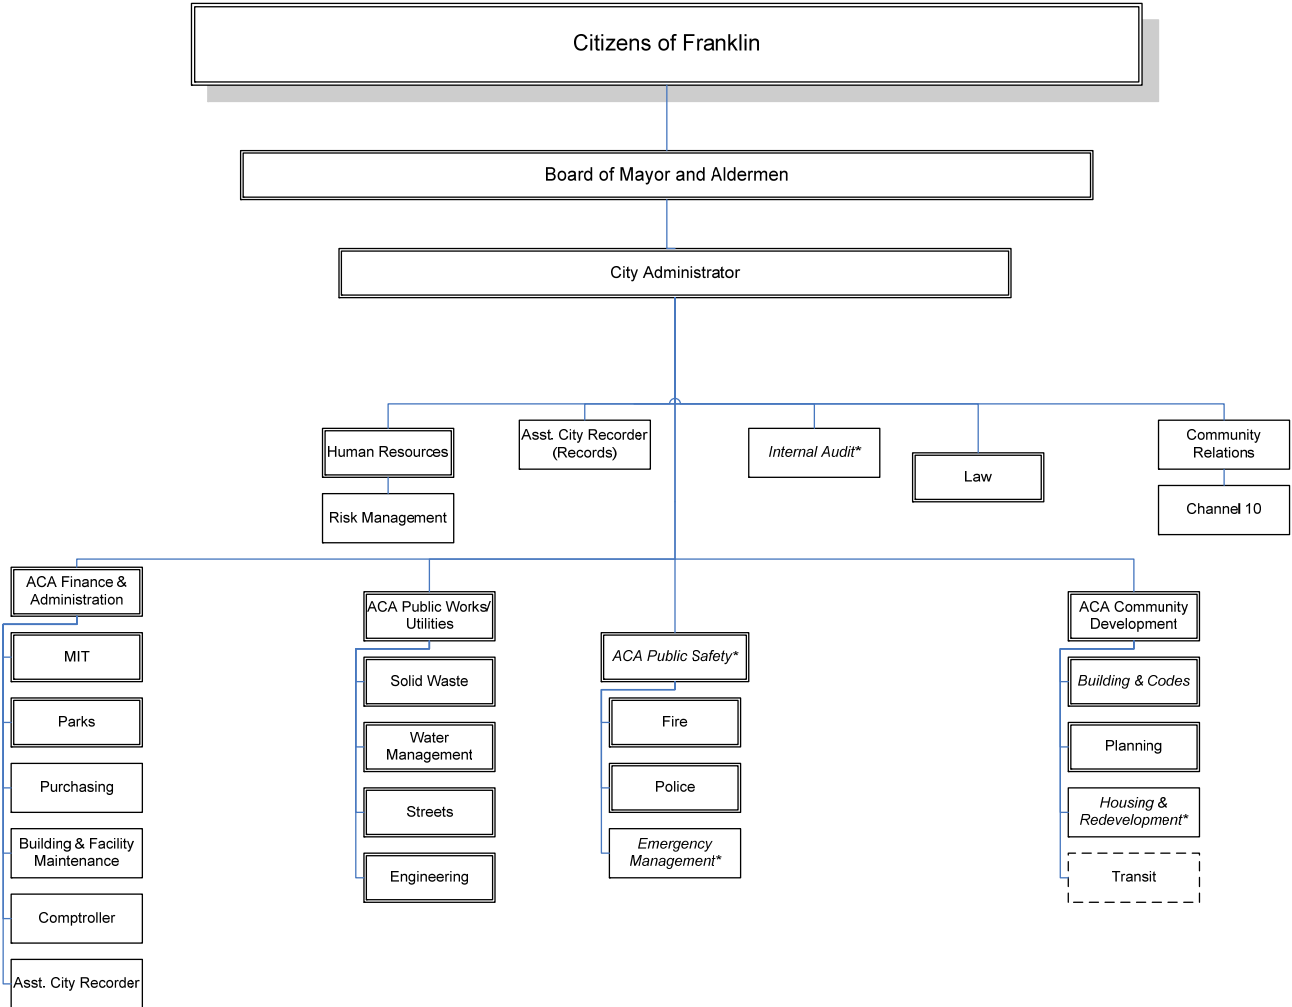 Citizens of Franklin
Board of Mayor and Aldermen
City Administrator
Human Resources
Risk Management
Asst. City Recorder
(Records)
Internal Audit*
Law
Community
Relations
Channel 10
ACA Finance &
Administration
MIT
Parks
Purchasing
Building & Facility
Maintenance
Comptroller
Asst. City Recorder
ACA Public Works/
Utilities
Solid Waste
Water
Management
Streets
Engineering
ACA Public Safety*
Fire
Police
Emergency
Management*
ACA Community
Development
Building & Codes
Planning
Housing &
Redevelopment*
Transit